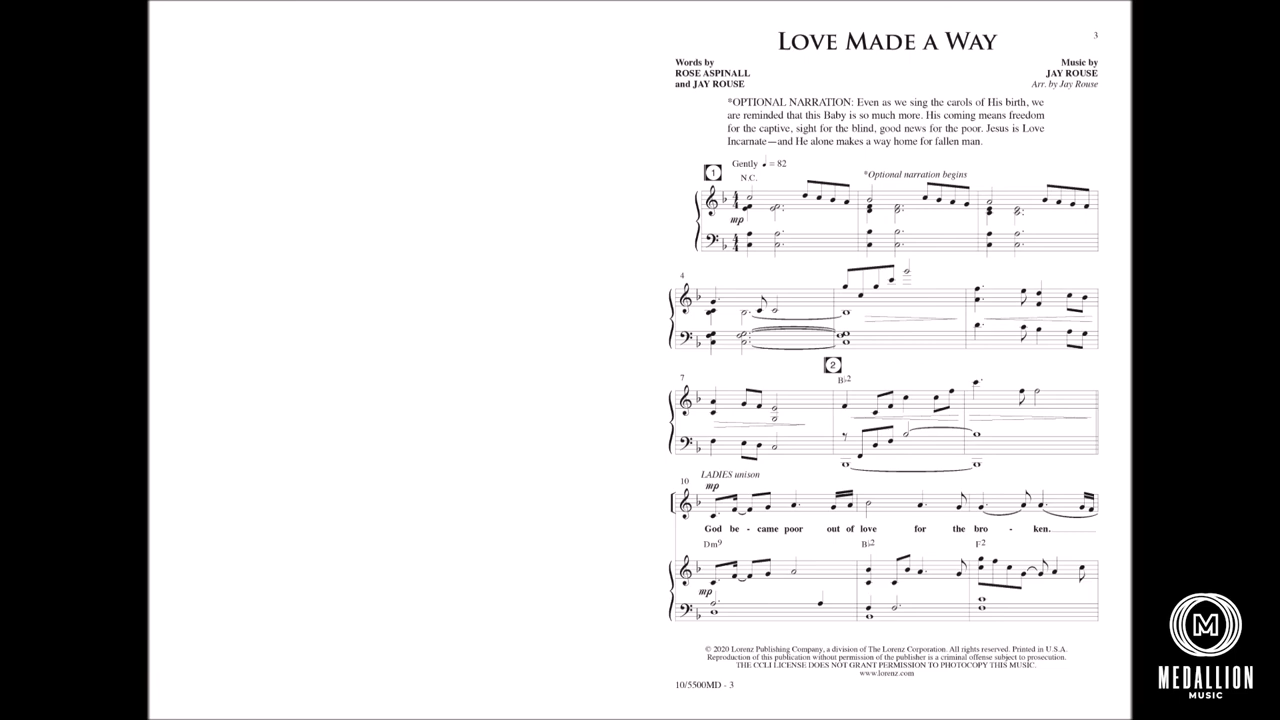 LOVE MADE A WAY
3
Words by
ROSE ASPINALL
and JAY ROUSE
Music by
JAY ROUSE
Arr. by Jay Rouse
*OPTIONAL NARRATION: Even as we sing the carols of His birth, we
are reminded that this Baby is so much more. His coming means freedom
for the captive, sight for the blind, good news for the poor. Jesus is Love
Incarnate—and He alone makes a way home for fallen man.
Gently ♩ = 82
1
N.C.
*Optional narration begins
mp
4
2
7
B♭2
LADIES unison
10
mp
God be - came poor out of love for the bro - ken.
Dm9 B♭2 F2
mp
© 2020 Lorenz Publishing Company, a division of The Lorenz Corporation. All rights reserved. Printed in U.S.A.
Reproduction of this publication without permission of the publisher is a criminal offense subject to prosecution.
THE CCLI LICENSE DOES NOT GRANT PERMISSION TO PHOTOCOPY THIS MUSIC.
www.lorenz.com
10/5500MD - 3
M
MEDALLION
MUSIC